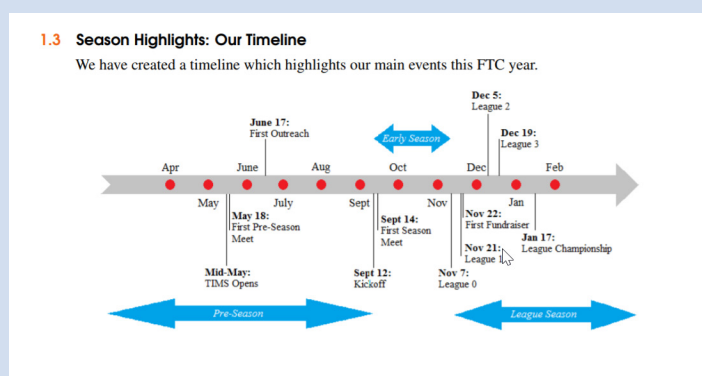 1.3 Season Highlights: Our Timeline
We have created a timeline which highlights our main events this FTC year.
Dec 5:
League 2
June 17:
First Outreach
Early Season
Dec 19:
League 3
Apr
June
Aug
Oct
Dec
Feb
May
July
Sept
Nov
Jan
May 18:
First Pre-Season
Meet
Sept 14:
First Season
Meet
Nov 22:
First Fundraiser
Jan 17:
League Championship
Nov 21:
League 1
Mid-May:
TIMS Opens
Sept 12:
Kickoff
Nov 7:
League 0
Pre-Season
League Season